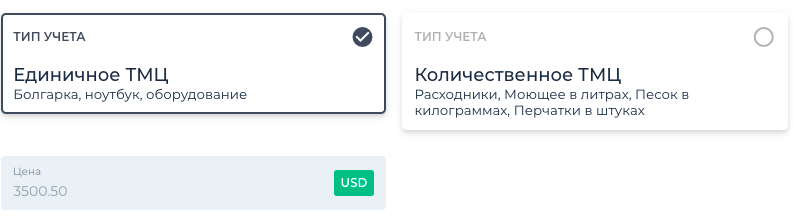 ТИП УЧЕТА
Единичное ТМЦ
Болгарка, ноутбук, оборудование
ТИП УЧЕТА
Количественное ТМЦ
Расходники, Моющее в литрах, Песок в
килограммах, Перчатки в штуках
Цена
3500.50
USD